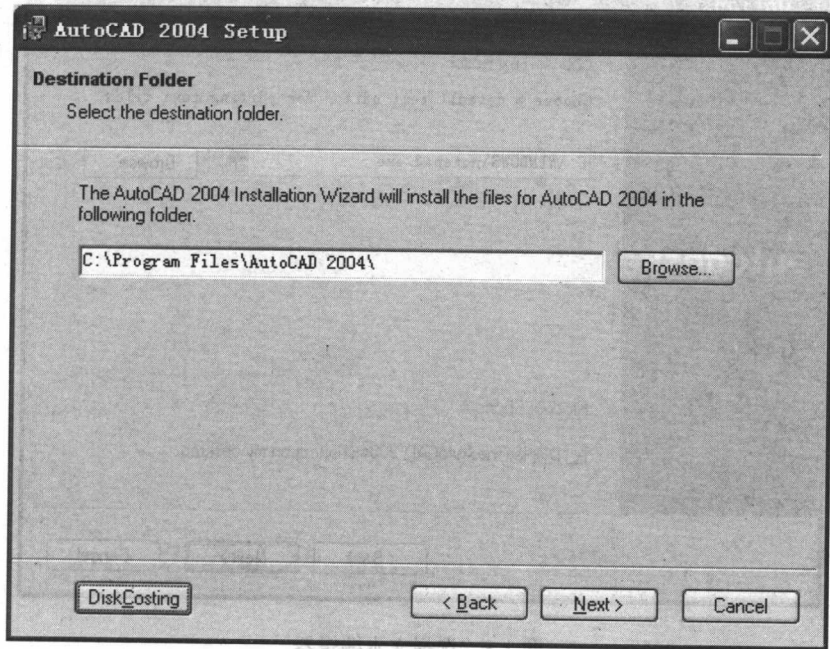 AutoCAD 2004 Setup
Destination Folder
Select the destination folder.
The AutoCAD 2004 Installation Wizard will install the files for AutoCAD 2004 in the
following folder.
C:\Program Files\AutoCAD 2004\
Browse...
DiskCosting
< Back
Next >
Cancel